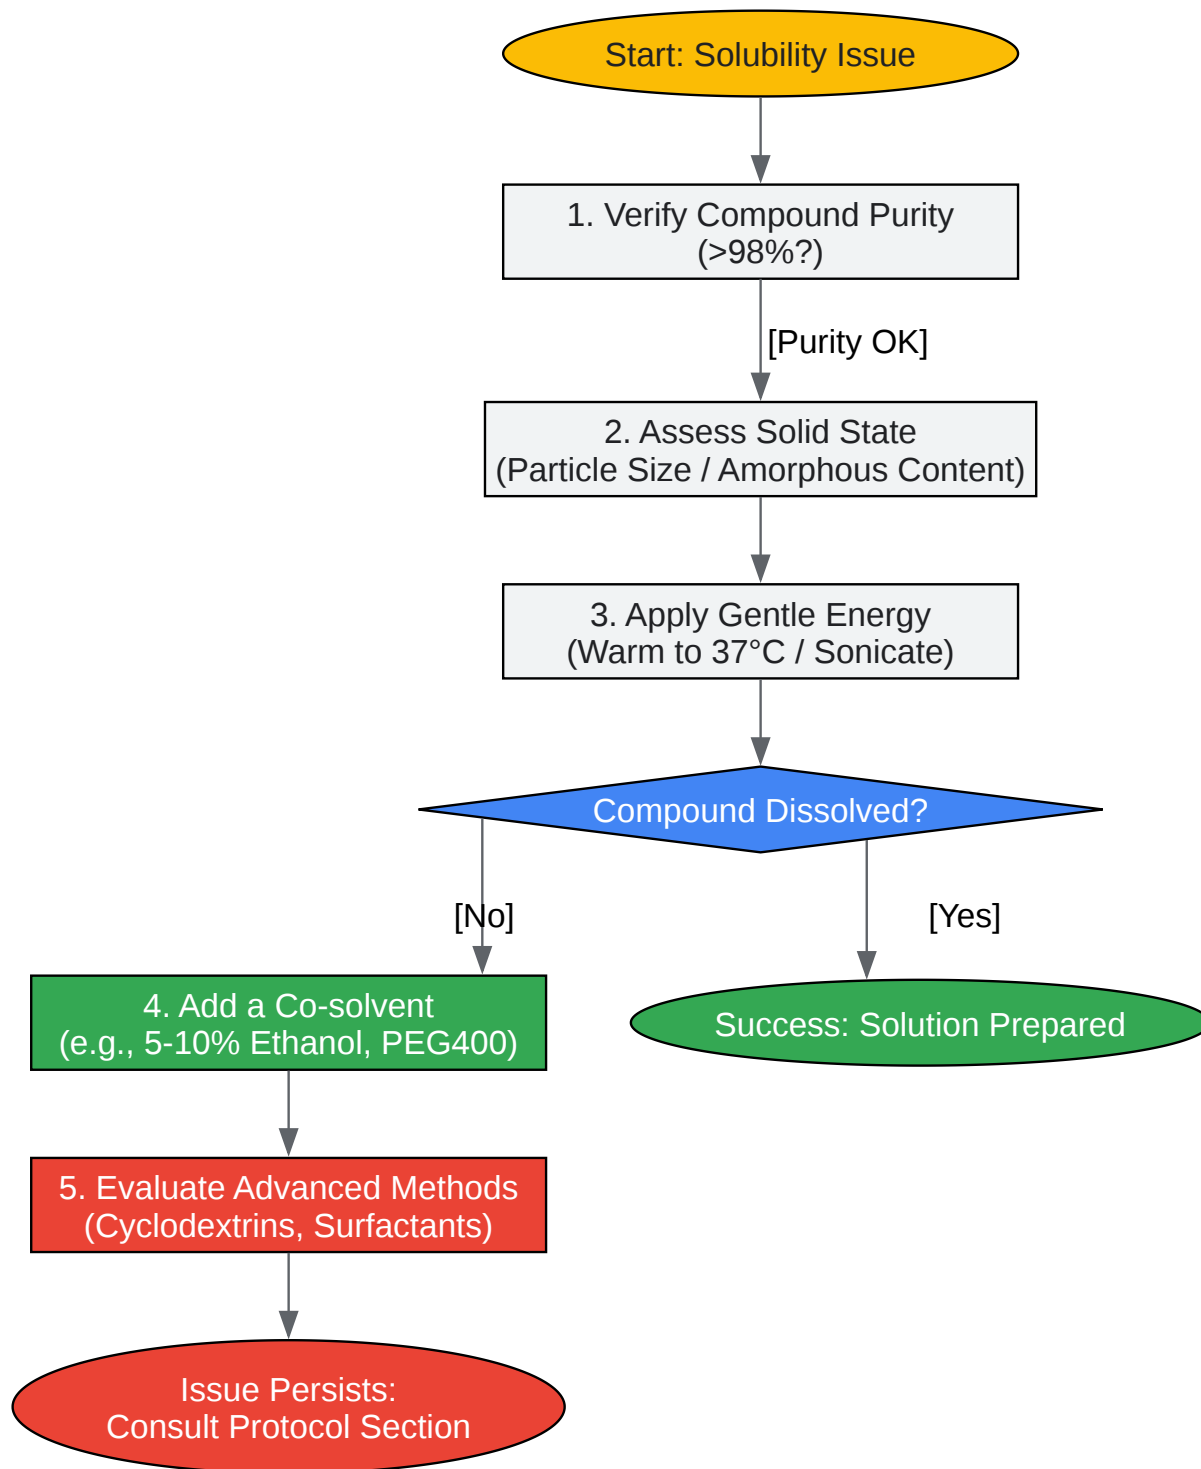 Start: Solubility Issue
1. Verify Compound Purity
(>98%?)
[Purity OK]
2. Assess Solid State
(Particle Size / Amorphous Content)
3. Apply Gentle Energy
(Warm to 37°C / Sonicate)
Compound Dissolved?
[No]
[Yes]
4. Add a Co-solvent
(e.g., 5-10% Ethanol, PEG400)
Success: Solution Prepared
5. Evaluate Advanced Methods
(Cyclodextrins, Surfactants)
Issue Persists:
Consult Protocol Section